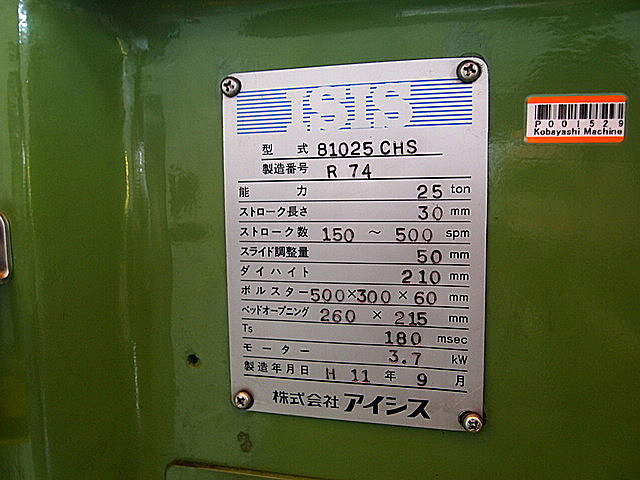 ISIS
型式 81025 CHS
製造番号 R 74
能力 25 ton
ストローク長さ 30 mm
ストローク数 150 ～ 500 spm
スライド調整量 50 mm
ダイハイト 210 mm
ボルスター 500×300×60 mm
ベッドオープニング 260 × 215 mm
Ts 180 msec
モーター 3.7 kW
製造年月日 H 11 年 9 月
株式会社 アイシス
P001529
Kobayashi Machine